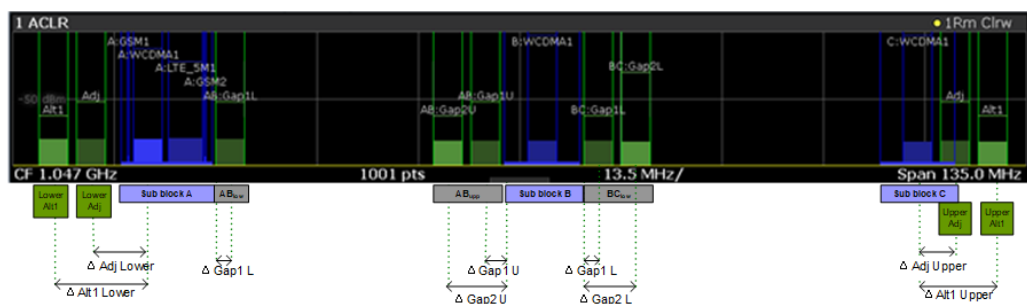 1 ACLR
1Rm Clrw
A:GSM1
A:WCDMA1
A:LTE_5M1
A:GSM2
AB:Gap1L
Alt1
Adj
-50 dBm
AB:Gap2U
AB:Gap1U
B:WCDMA1
BC:Gap1L
BC:Gap2L
C:WCDMA1
Adj
Alt1
CF 1.047 GHz
1001 pts
13.5 MHz/
Span 135.0 MHz
Lower
Alt1
Lower
Adj
Sub block A
ABlow
ABupp
Sub block B
BClow
Sub block C
Upper
Adj
Upper
Alt1
Δ Adj Lower
Δ Gap1 L
Δ Gap1 U
Δ Gap1 L
Δ Adj Upper
Δ Alt1 Lower
Δ Gap2 U
Δ Gap2 L
Δ Alt1 Upper